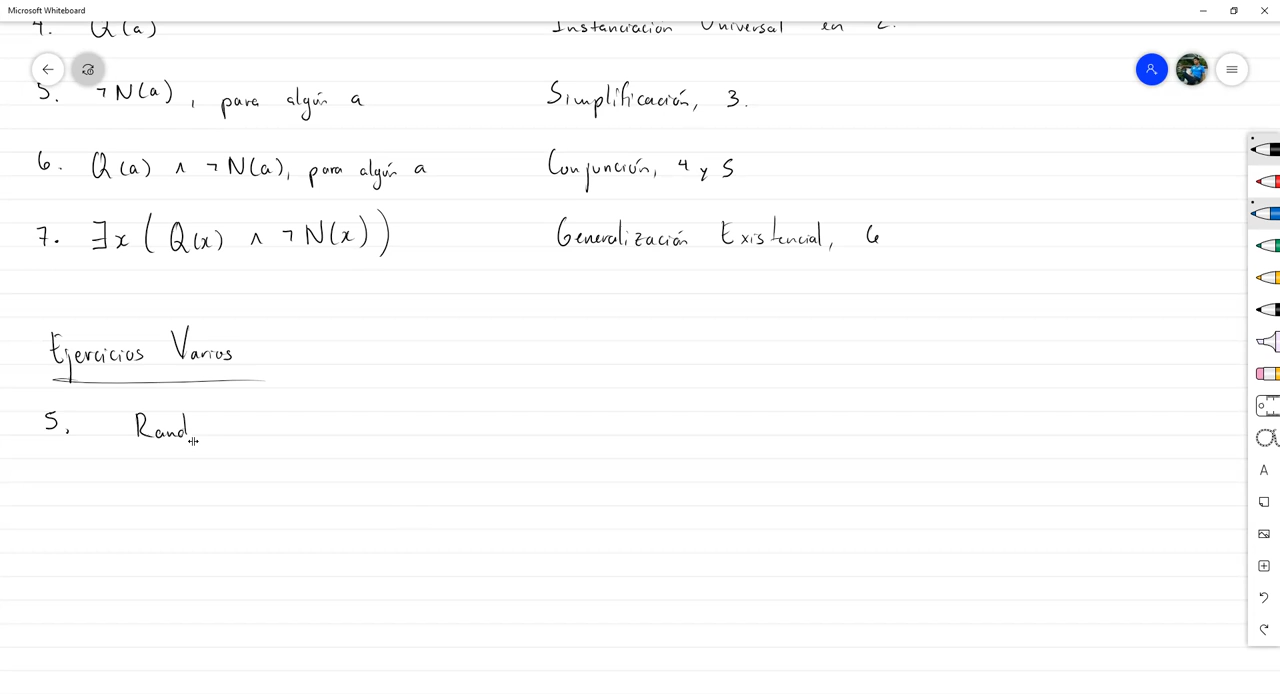 Microsoft Whiteboard
4. Q(a) Instanciación Universal en 2.
5. ¬N(a), para algún a Simplificación, 3.
6. Q(a) ∧ ¬N(a), para algún a Conjunción, 4 y 5
7. ∃x(Q(x) ∧ ¬N(x)) Generalización Existencial, 6
Ejercicios Varios
5. Rand
A